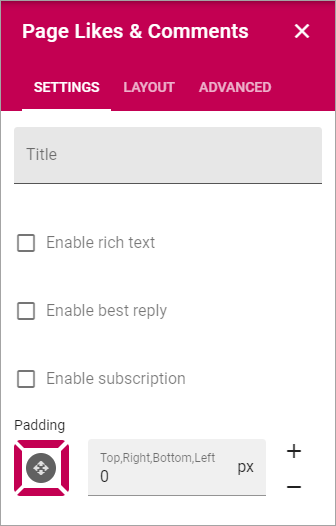 Page Likes & Comments
SETTINGS LAYOUT ADVANCED
Title
Enable rich text
Enable best reply
Enable subscription
Padding
Top,Right,Bottom,Left
0 px